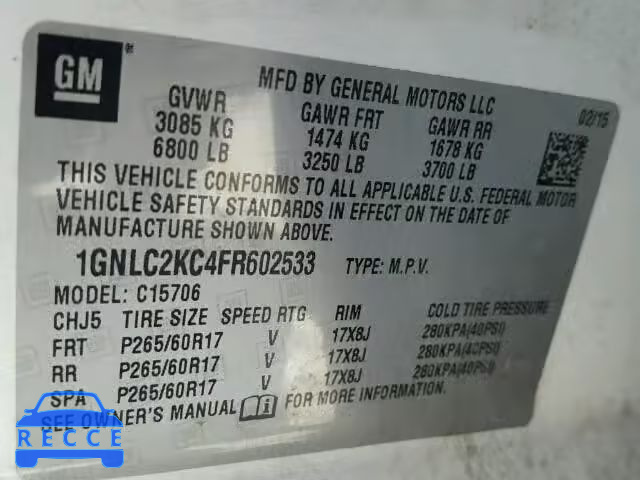 GM ®
MFD BY GENERAL MOTORS LLC
02/15
GVWR GAWR FRT GAWR RR
3085 KG 1474 KG 1678 KG
6800 LB 3250 LB 3700 LB
THIS VEHICLE CONFORMS TO ALL APPLICABLE U.S. FEDERAL MOTOR
VEHICLE SAFETY STANDARDS IN EFFECT ON THE DATE OF
MANUFACTURE SHOWN ABOVE.
1GNLC2KC4FR602533 TYPE: M.P.V.
MODEL: C15706
CHJ5 TIRE SIZE SPEED RTG RIM COLD TIRE PRESSURE
FRT P265/60R17 V 17X8J 280KPA(40PSI)
RR P265/60R17 V 17X8J 280KPA(40PSI)
SPA P265/60R17 V 17X8J 280KPA(40PSI)
SEE OWNER'S MANUAL i FOR MORE INFORMATION.
RECCE